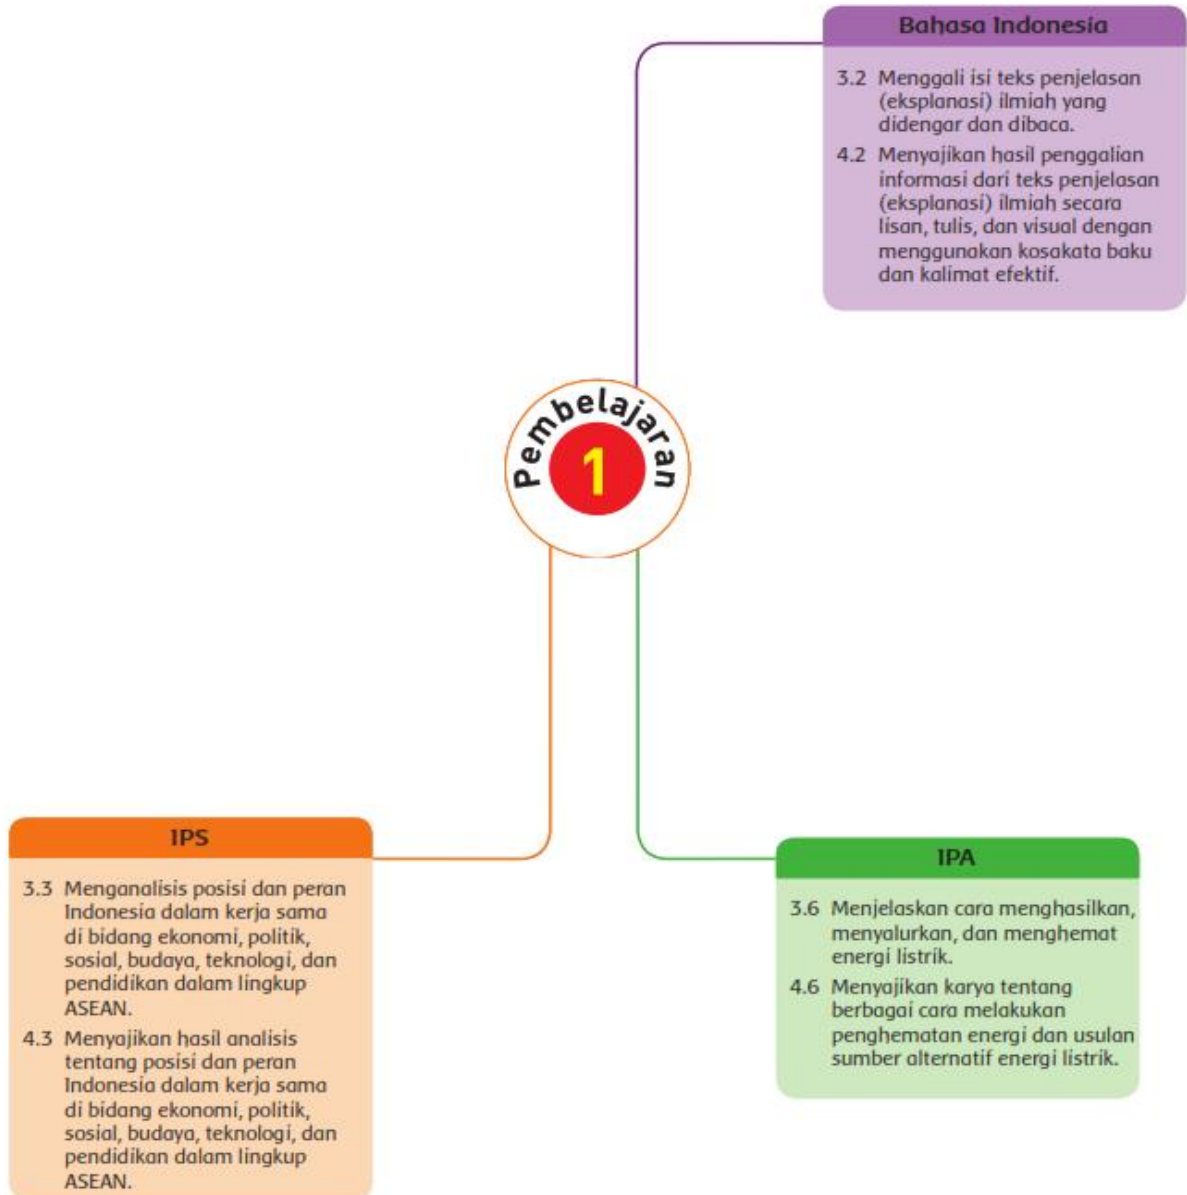 Bahasa Indonesia
3.2 Menggali isi teks penjelasan
(eksplanasi) ilmiah yang
didengar dan dibaca.
4.2 Menyajikan hasil penggalian
informasi dari teks penjelasan
(eksplanasi) ilmiah secara
lisan, tulis, dan visual dengan
menggunakan kosakata baku
dan kalimat efektif.
Pembelajaran
1
IPS
3.3 Menganalisis posisi dan peran
Indonesia dalam kerja sama
di bidang ekonomi, politik,
sosial, budaya, teknologi, dan
pendidikan dalam lingkup
ASEAN.
4.3 Menyajikan hasil analisis
tentang posisi dan peran
Indonesia dalam kerja sama
di bidang ekonomi, politik,
sosial, budaya, teknologi, dan
pendidikan dalam lingkup
ASEAN.
IPA
3.6 Menjelaskan cara menghasilkan,
menyalurkan, dan menghemat
energi listrik.
4.6 Menyajikan karya tentang
berbagai cara melakukan
penghematan energi dan usulan
sumber alternatif energi listrik.